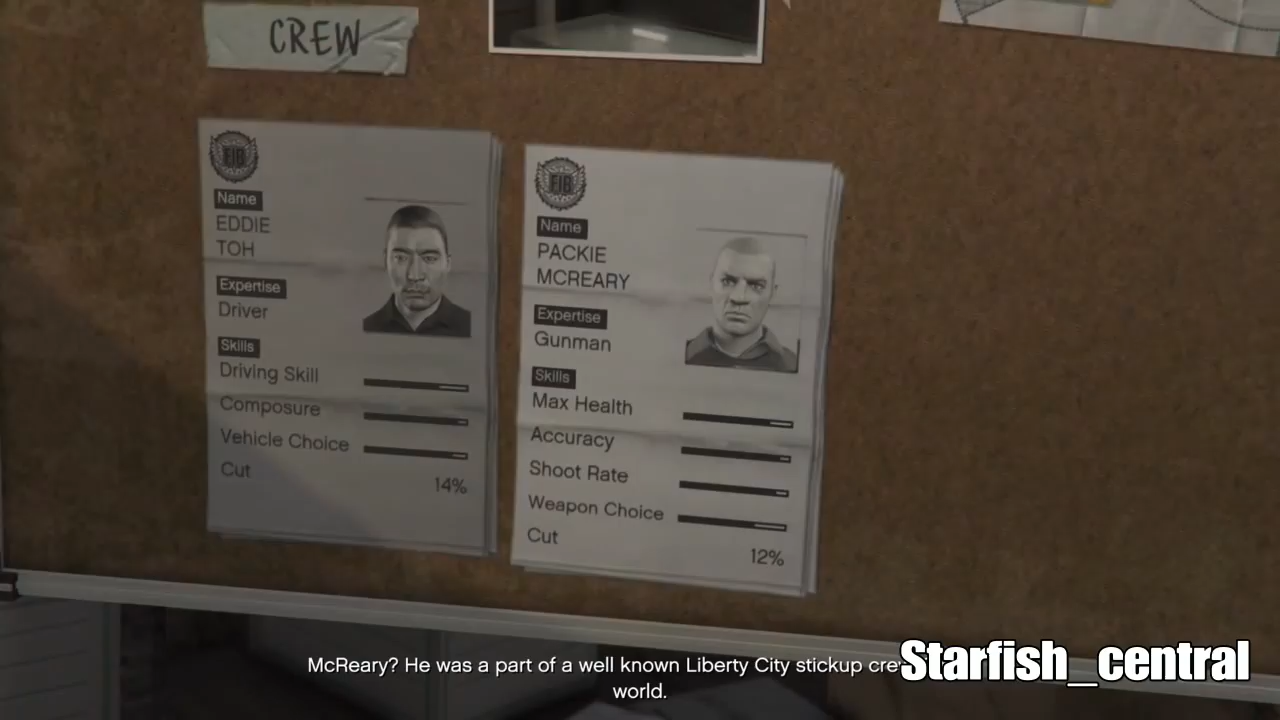 CREW
FIB
Name
EDDIE
TOH
Expertise
Driver
Skills
Driving Skill
Composure
Vehicle Choice
Cut
14%
FIB
Name
PACKIE
MCREARY
Expertise
Gunman
Skills
Max Health
Accuracy
Shoot Rate
Weapon Choice
Cut
12%
McReary? He was a part of a well known Liberty City stickup
world.
Starfish_central